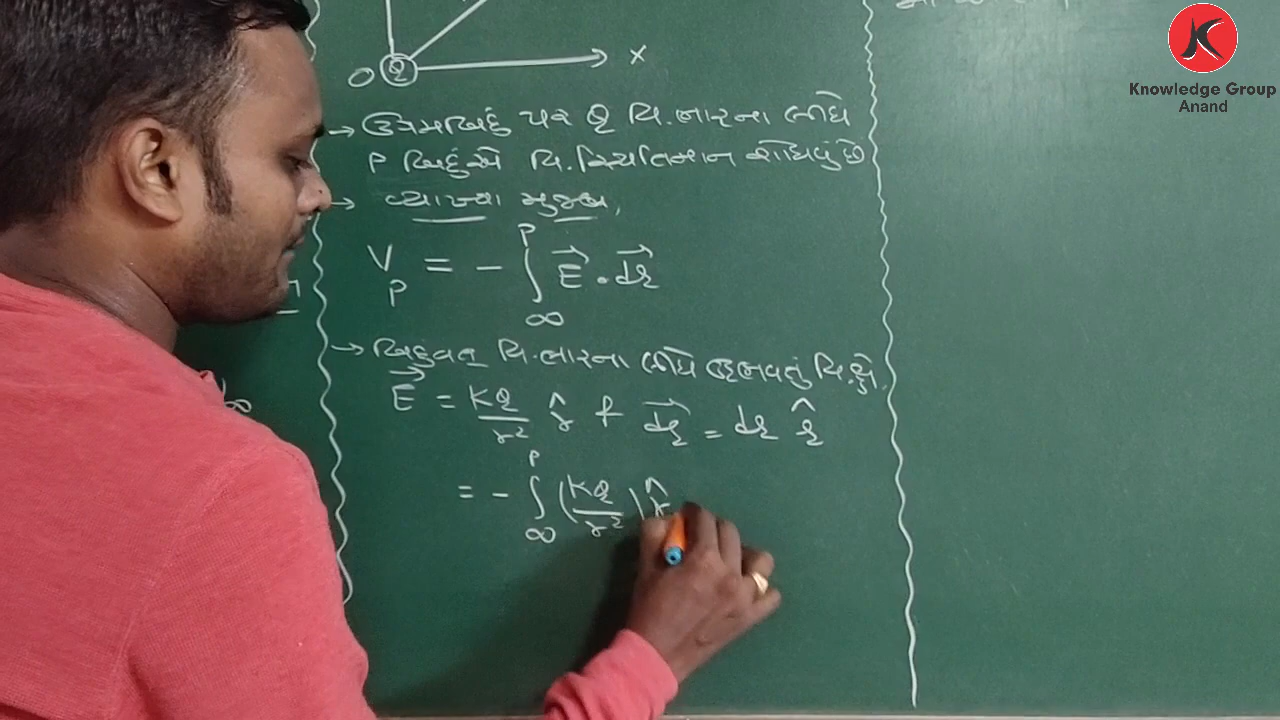 O Q X
→ ઉગમબિંદુ પર Q વિ.ભારના લીધે
P બિંદુએ વિ.સ્થિતિમાન શોધવું છે
→ વ્યાખ્યા મુજબ,
V_P = - ∫_∞^P E⃗ · dr⃗
→ બિંદુવત્ વિ.ભારના લીધે ઉદ્ભવતું વિ.ક્ષે.
E⃗ = KQ/r² r̂ & dr⃗ = dr r̂
= - ∫_∞^P (KQ/r²) r̂
∞
Knowledge Group
Anand